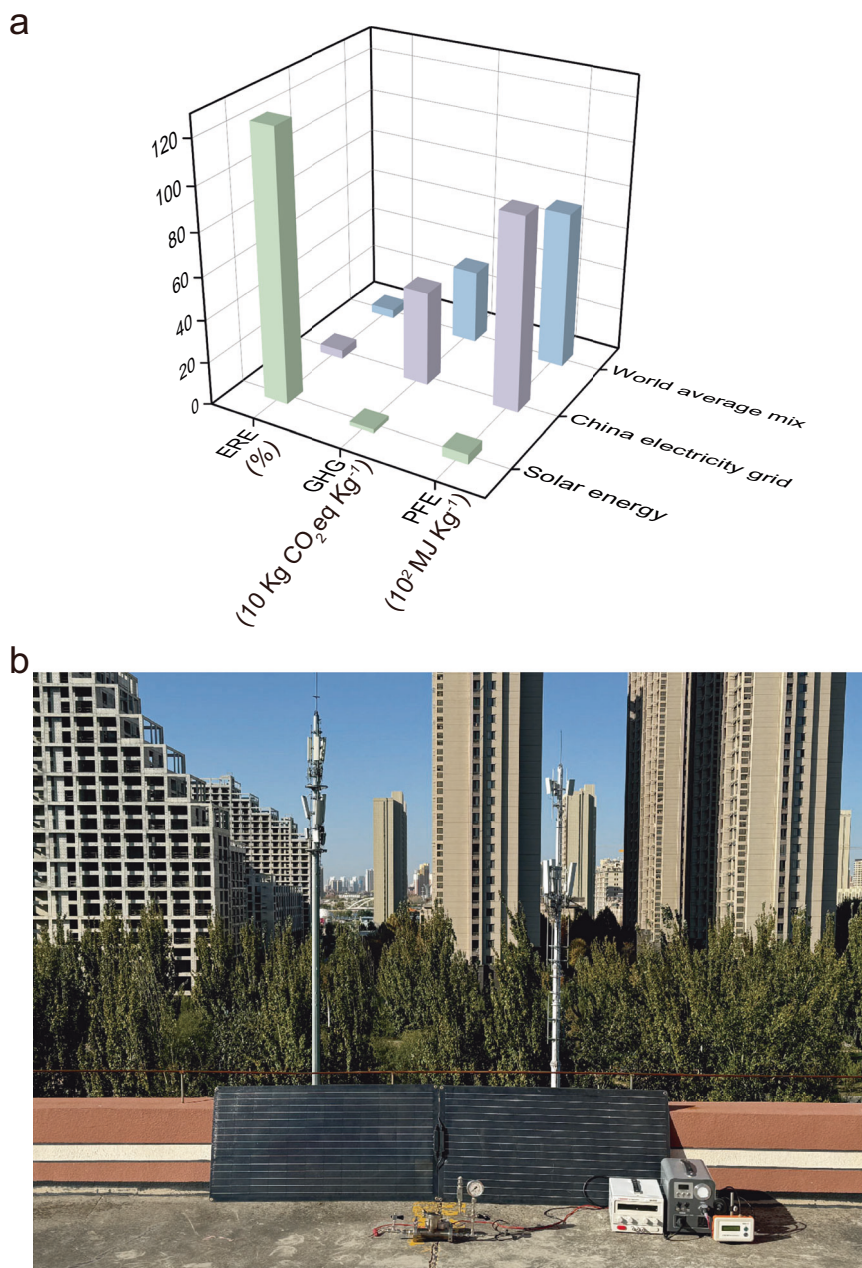 a
120
100
80
60
40
20
0
ERE
(%)
GHG
(10 Kg CO₂eq Kg⁻¹)
PFE
(10² MJ Kg⁻¹)
World average mix
China electricity grid
Solar energy
b